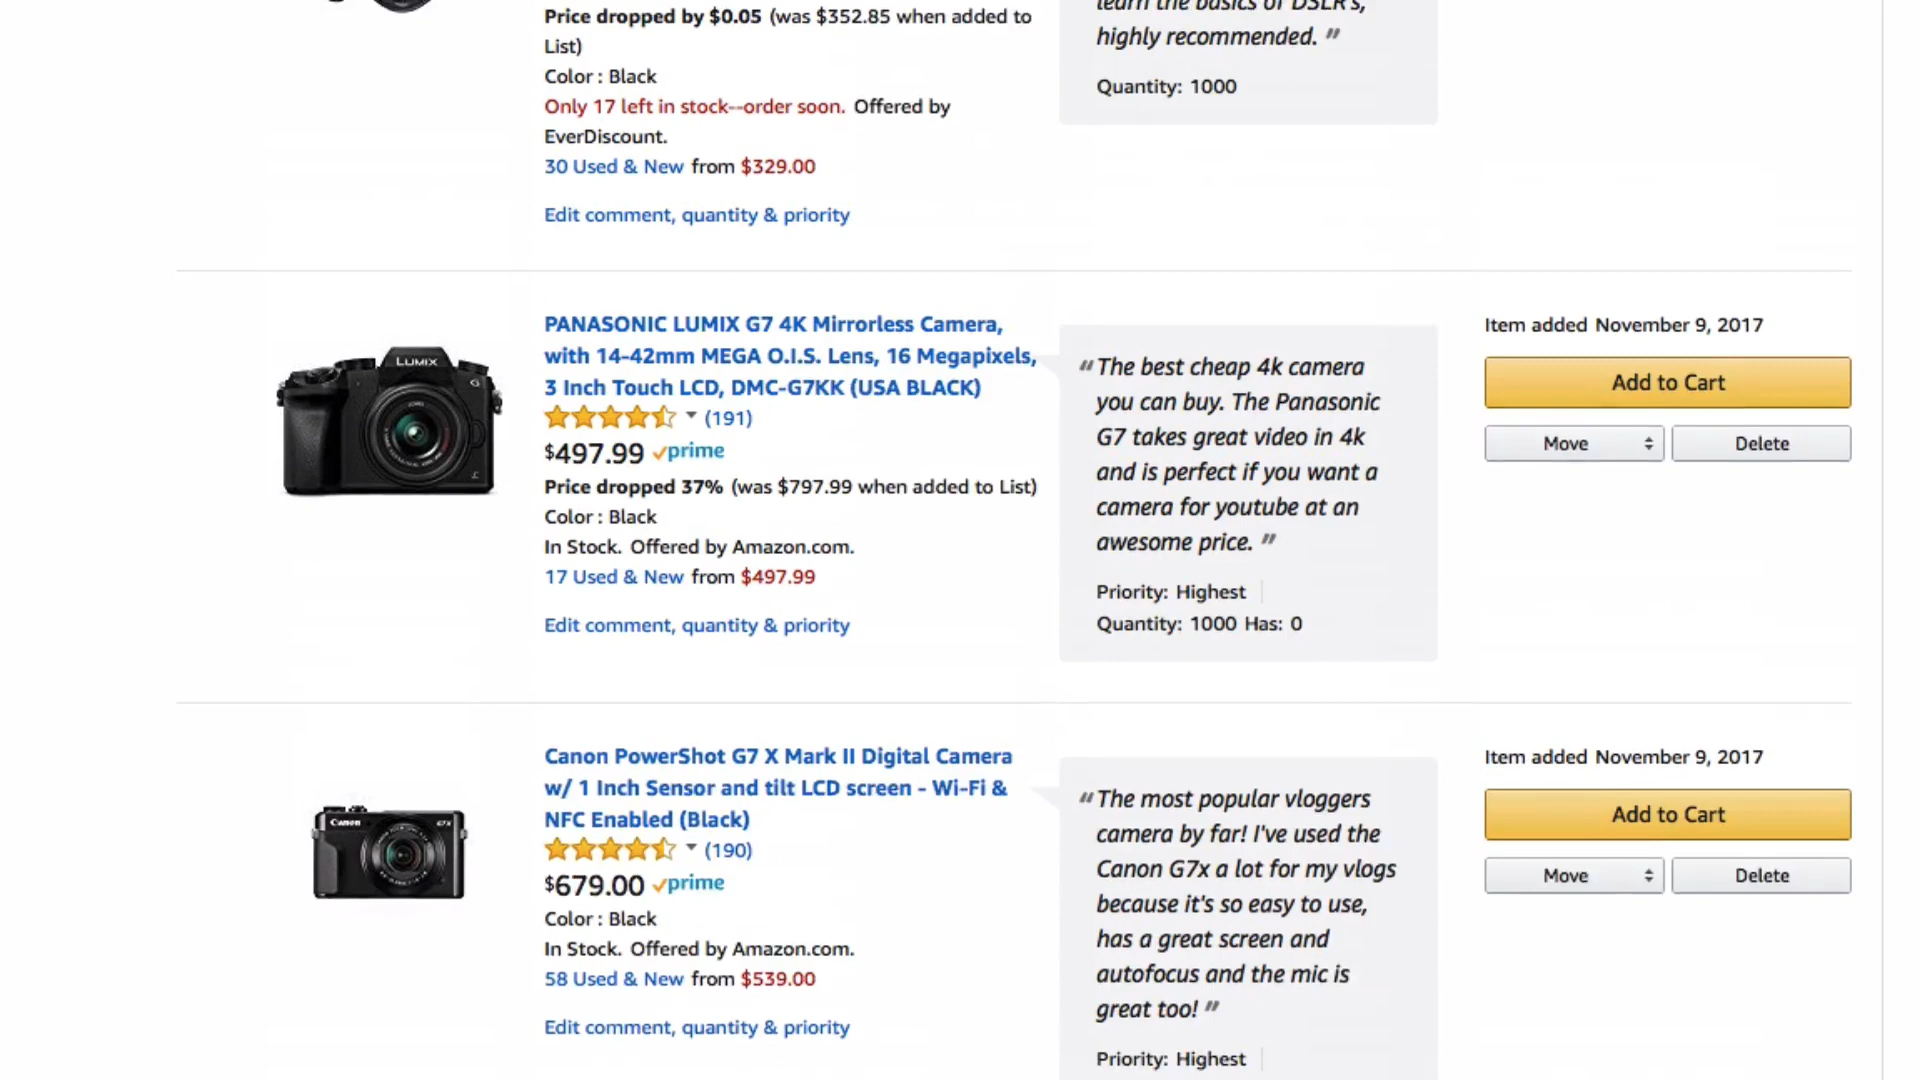 Price dropped by $0.05 (was $352.85 when added to
List)
Color : Black
Only 17 left in stock--order soon. Offered by
EverDiscount.
30 Used & New from $329.00
Edit comment, quantity & priority
learn the basics of DSLR's,
highly recommended. "
Quantity: 1000
LUMIX
G
PANASONIC LUMIX G7 4K Mirrorless Camera,
with 14-42mm MEGA O.I.S. Lens, 16 Megapixels,
3 Inch Touch LCD, DMC-G7KK (USA BLACK)
(191)
$497.99 prime
Price dropped 37% (was $797.99 when added to List)
Color : Black
In Stock. Offered by Amazon.com.
17 Used & New from $497.99
Edit comment, quantity & priority
"The best cheap 4k camera
you can buy. The Panasonic
G7 takes great video in 4k
and is perfect if you want a
camera for youtube at an
awesome price. "
Priority: Highest
Quantity: 1000 Has: 0
Item added November 9, 2017
Add to Cart
Move
Delete
Canon
G7X
Canon PowerShot G7 X Mark II Digital Camera
w/ 1 Inch Sensor and tilt LCD screen - Wi-Fi &
NFC Enabled (Black)
(190)
$679.00 prime
Color : Black
In Stock. Offered by Amazon.com.
58 Used & New from $539.00
Edit comment, quantity & priority
"The most popular vloggers
camera by far! I've used the
Canon G7x a lot for my vlogs
because it's so easy to use,
has a great screen and
autofocus and the mic is
great too! "
Priority: Highest
Item added November 9, 2017
Add to Cart
Move
Delete